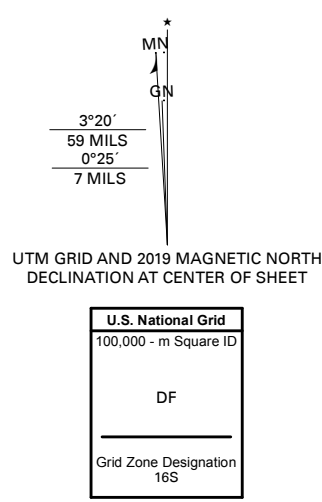 MN
GN
3°20´
59 MILS
0°25´
7 MILS
UTM GRID AND 2019 MAGNETIC NORTH
DECLINATION AT CENTER OF SHEET
U.S. National Grid
100,000 - m Square ID
DF
Grid Zone Designation
16S